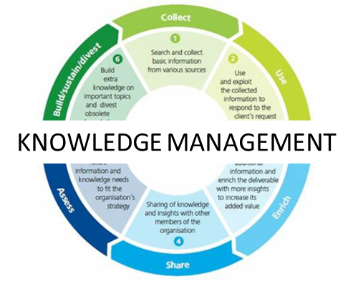 Collect
1
Search and collect
basic information
from various sources
Use
2
Use
and exploit
the collected
information to
respond to the
client's request
KNOWLEDGE MANAGEMENT
information and
enrich the deliverable
with more insights
to increase its
added value
Enrich
Sharing of knowledge
and insights with other
members of the
organisation
4
Share
information and
knowledge needs
to fit the
organisation's
strategy
Assess
Build/sustain/divest
6
Build
extra
knowledge on
important topics
and divest
obsolete